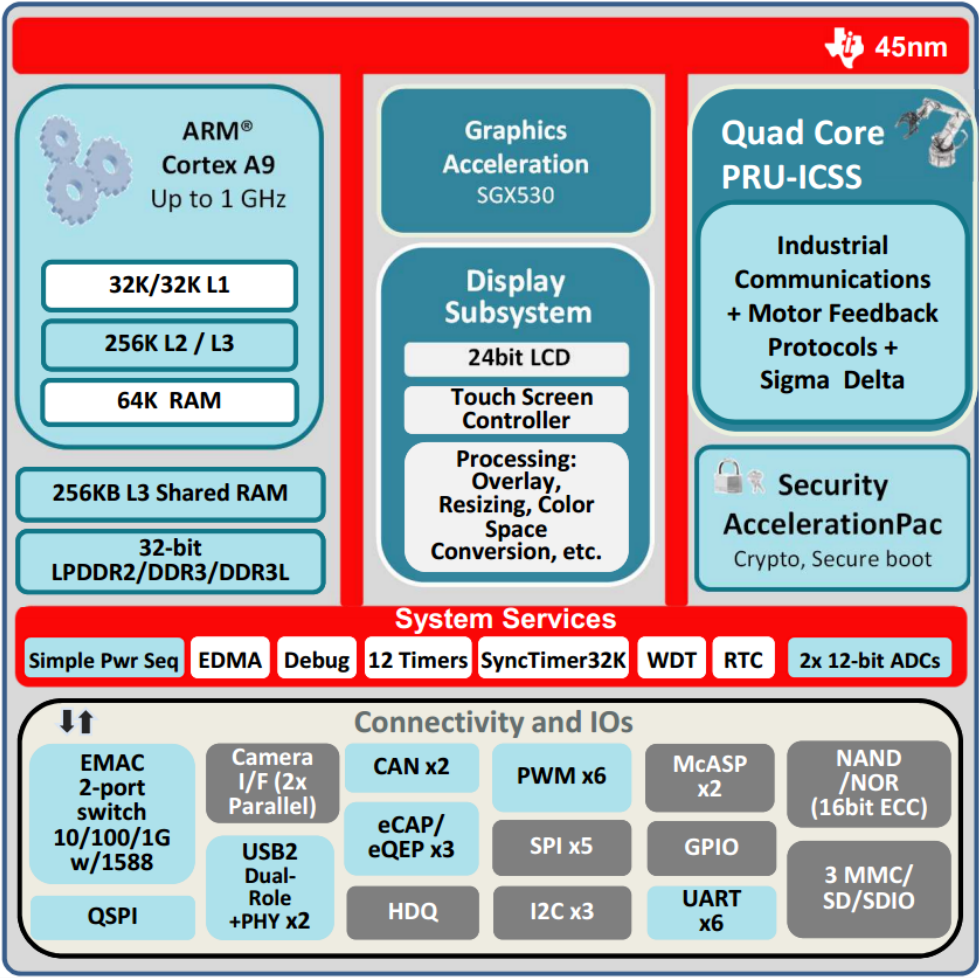 45nm
ARM®
Cortex A9
Up to 1 GHz
32K/32K L1
256K L2 / L3
64K RAM
256KB L3 Shared RAM
32-bit
LPDDR2/DDR3/DDR3L
Graphics
Acceleration
SGX530
Display
Subsystem
24bit LCD
Touch Screen
Controller
Processing:
Overlay,
Resizing, Color
Space
Conversion, etc.
Quad Core
PRU-ICSS
Industrial
Communications
+ Motor Feedback
Protocols +
Sigma Delta
Security
AccelerationPac
Crypto, Secure boot
System Services
Simple Pwr Seq
EDMA
Debug
12 Timers
SyncTimer32K
WDT
RTC
2x 12-bit ADCs
Connectivity and IOs
EMAC
2-port
switch
10/100/1G
w/1588
QSPI
Camera
I/F (2x
Parallel)
USB2
Dual-
Role
+PHY x2
CAN x2
eCAP/
eQEP x3
HDQ
PWM x6
SPI x5
I2C x3
McASP
x2
GPIO
UART
x6
NAND
/NOR
(16bit ECC)
3 MMC/
SD/SDIO